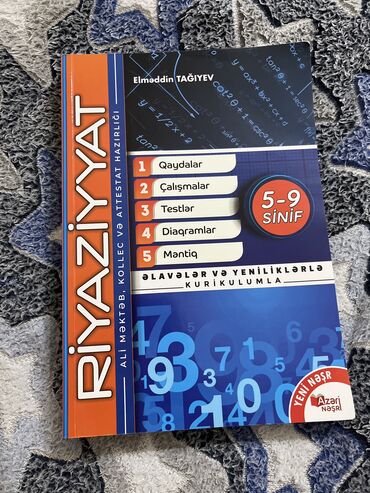 Elməddin TAĞIYEV
RİYAZİYYAT
ALİ MƏKTƏB, KOLLEC VƏ ATTESTAT HAZIRLIĞI
1 Qaydalar
2 Çalışmalar
3 Testlər
4 Diaqramlar
5 Məntiq
5-9
SİNİF
ƏLAVƏLƏR VƏ YENİLİKLƏRLƏ
KURİKULUMLA
YENİ NƏŞR
Azəri
NƏŞR